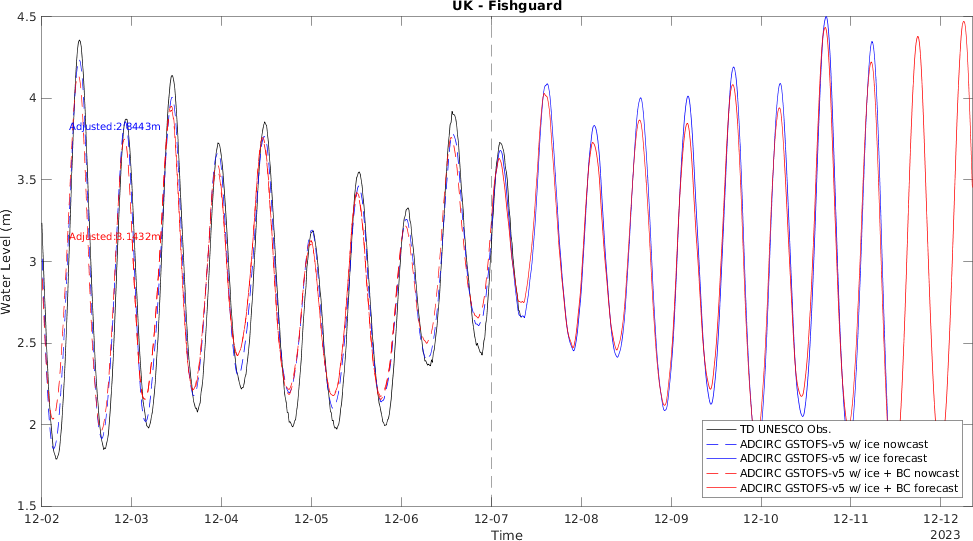 UK - Fishguard
4.5
4
3.5
3
2.5
2
1.5
Water Level (m)
Adjusted:2.8443m
Adjusted:3.1432m
TD UNESCO Obs.
ADCIRC GSTOFS-v5 w/ ice nowcast
ADCIRC GSTOFS-v5 w/ ice forecast
ADCIRC GSTOFS-v5 w/ ice + BC nowcast
ADCIRC GSTOFS-v5 w/ ice + BC forecast
12-02 12-03 12-04 12-05 12-06 12-07 12-08 12-09 12-10 12-11 12-12
Time
2023